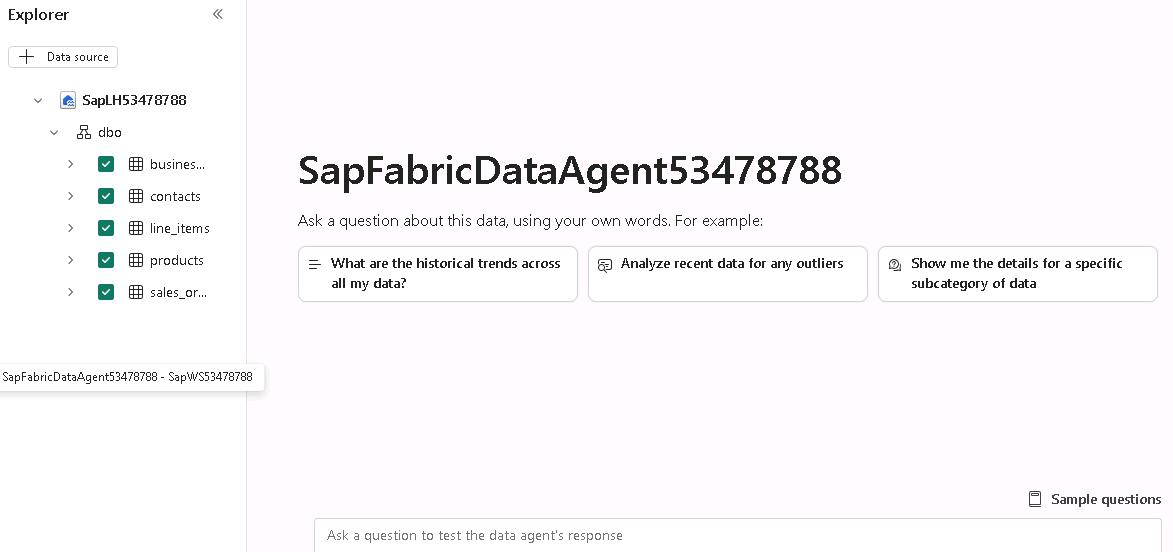 Explorer
Data source
SapLH53478788
dbo
busines...
contacts
line_items
products
sales_or...
SapFabricDataAgent53478788 - SapWS53478788
SapFabricDataAgent53478788
Ask a question about this data, using your own words. For example:
What are the historical trends across
all my data?
Analyze recent data for any outliers
Show me the details for a specific
subcategory of data
Sample questions
Ask a question to test the data agent's response